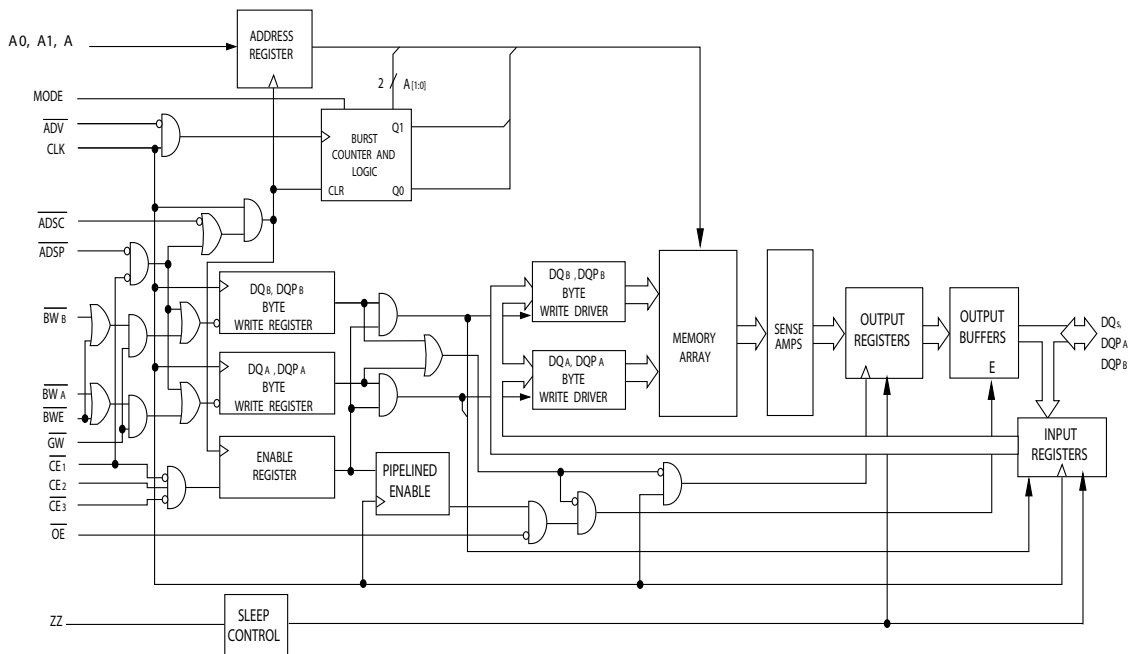 A0, A1, A
ADDRESS
REGISTER
2
A[1:0]
MODE
ADV
CLK
BURST
COUNTER AND
LOGIC
Q1
CLR
Q0
ADSC
ADSP
DQB, DQPB
BYTE
WRITE REGISTER
DQB, DQPB
BYTE
WRITE DRIVER
MEMORY
ARRAY
SENSE
AMPS
OUTPUT
REGISTERS
OUTPUT
BUFFERS
E
DQs,
DQPA
DQPB
BWB
DQA, DQPA
BYTE
WRITE REGISTER
DQA, DQPA
BYTE
WRITE DRIVER
BWA
BWE
GW
CE1
CE2
CE3
ENABLE
REGISTER
PIPELINED
ENABLE
INPUT
REGISTERS
OE
ZZ
SLEEP
CONTROL